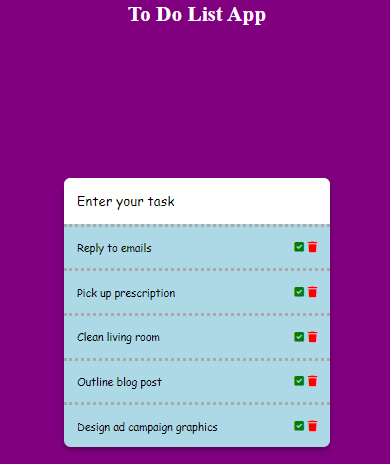 To Do List App
Enter your task
Reply to emails
Pick up prescription
Clean living room
Outline blog post
Design ad campaign graphics